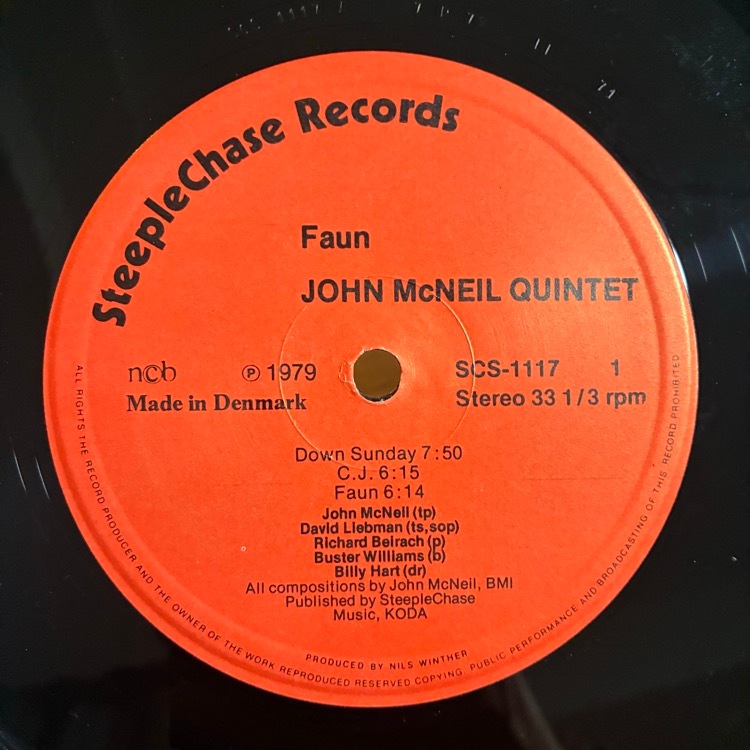 SteepleChase Records
Faun
JOHN McNEIL QUINTET
ncb ℗ 1979 SCS-1117 1
Made in Denmark Stereo 33 1/3 rpm
Down Sunday 7:50
C.J. 6:15
Faun 6:14
John McNeil (tp)
David Liebman (ts,sop)
Richard Beirach (p)
Buster Williams (b)
Billy Hart (dr)
All compositions by John McNeil, BMI
Published by SteepleChase
Music, KODA
PRODUCED BY NILS WINTHER
ALL RIGHTS THE RECORD PRODUCER AND THE OWNER OF THE WORK REPRODUCED RESERVED COPYING, PUBLIC PERFORMANCE AND BROADCASTING OF THIS RECORD PROHIBITED